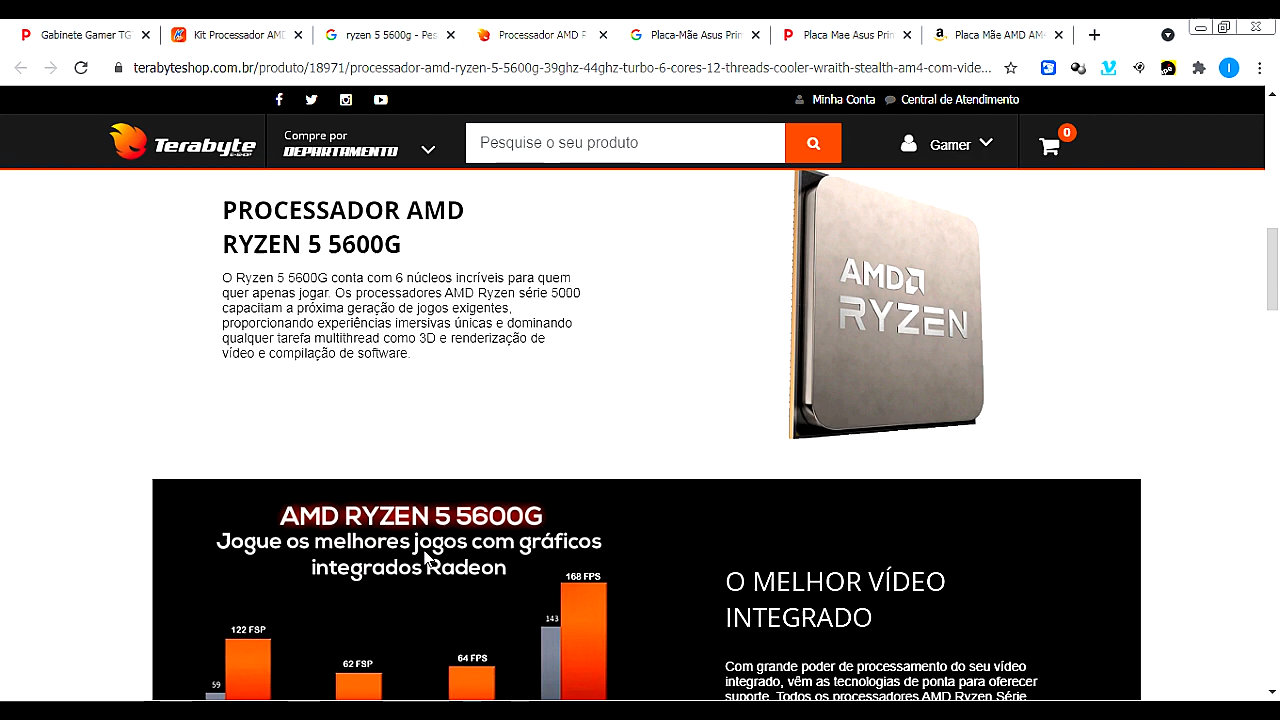 Gabinete Gamer TG
Kit Processador AMD
ryzen 5 5600g - Pes
Processador AMD R
Placa-Mãe Asus Prin
Placa Mae Asus Prin
Placa Mãe AMD AM
terabyteshop.com.br/produto/18971/processador-amd-ryzen-5-5600g-39ghz-44ghz-turbo-6-cores-12-threads-cooler-wraith-stealth-am4-com-vide...
Minha Conta
Central de Atendimento
Terabyte
Compre por
DEPARTAMENTO
Pesquise o seu produto
Gamer
0
PROCESSADOR AMD
RYZEN 5 5600G
O Ryzen 5 5600G conta com 6 núcleos incríveis para quem
quer apenas jogar. Os processadores AMD Ryzen série 5000
capacitam a próxima geração de jogos exigentes,
proporcionando experiências imersivas únicas e dominando
qualquer tarefa multithread como 3D e renderização de
vídeo e compilação de software.
AMD
RYZEN
AMD RYZEN 5 5600G
Jogue os melhores jogos com gráficos
integrados Radeon
168 FPS
143
122 FSP
64 FPS
62 FSP
59
O MELHOR VÍDEO
INTEGRADO
Com grande poder de processamento do seu vídeo
integrado, vêm as tecnologias de ponta para oferecer
suporte. Todos os processadores AMD Ryzen Série